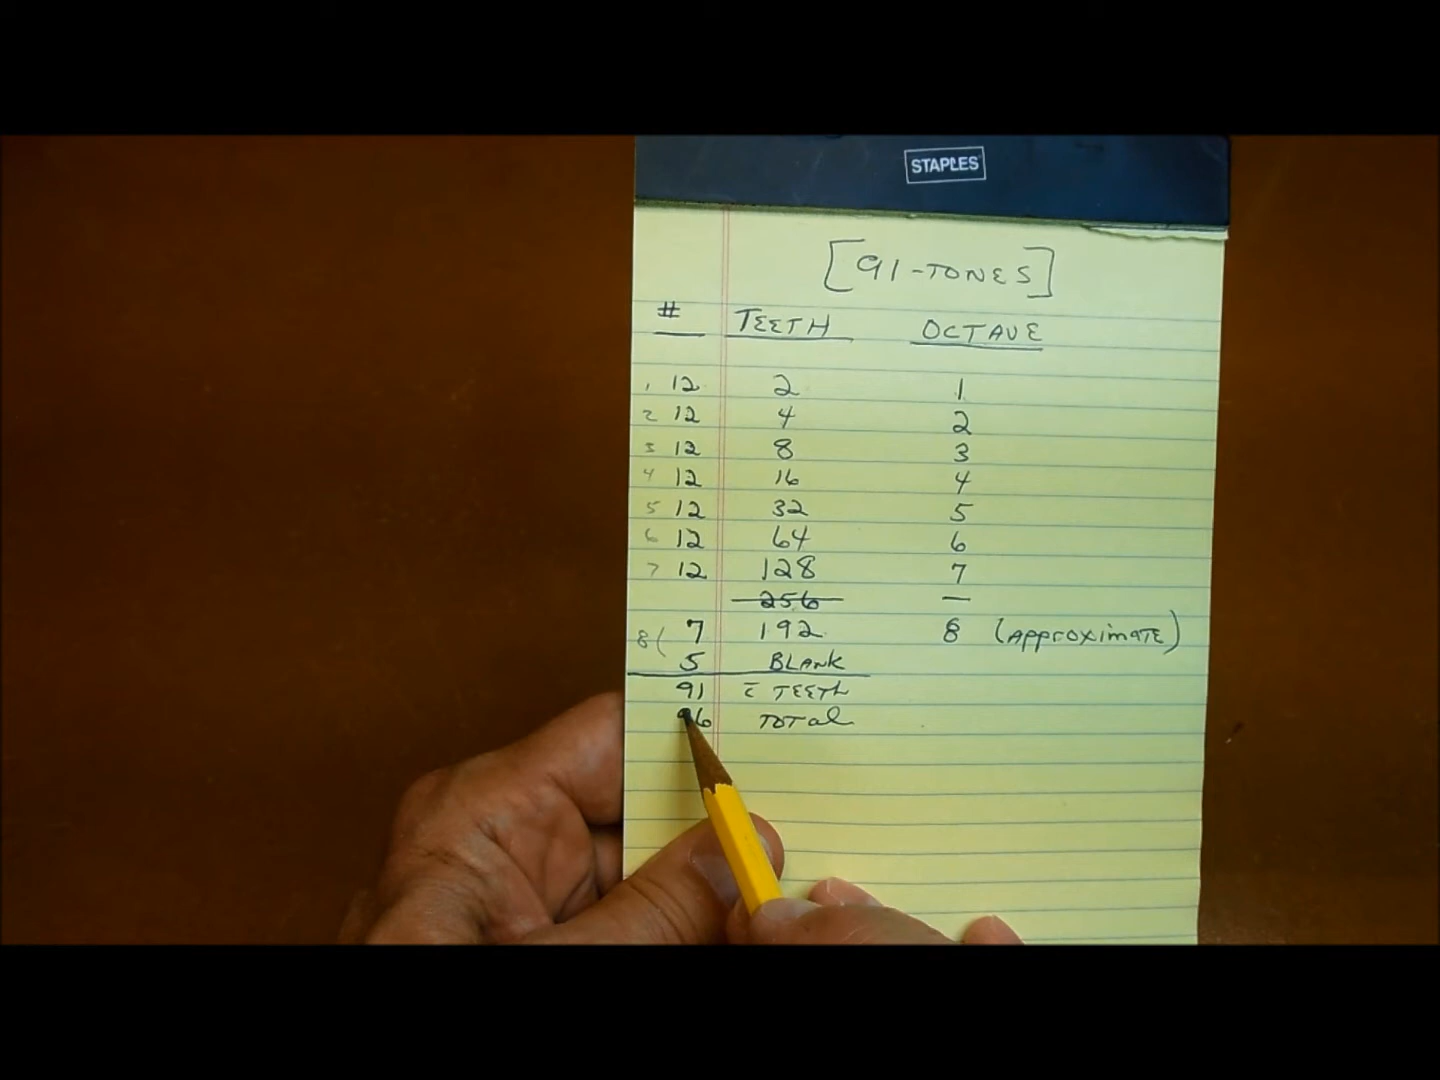 STAPLES
[91-TONES]
# TEETH OCTAVE
1 12 2 1
2 12 4 2
3 12 8 3
4 12 16 4
5 12 32 5
6 12 64 6
7 12 128 7
256 —
8( 7 192 8 (APPROXIMATE)
5 BLANK
91 c̄ TEETH
96 TOTAL